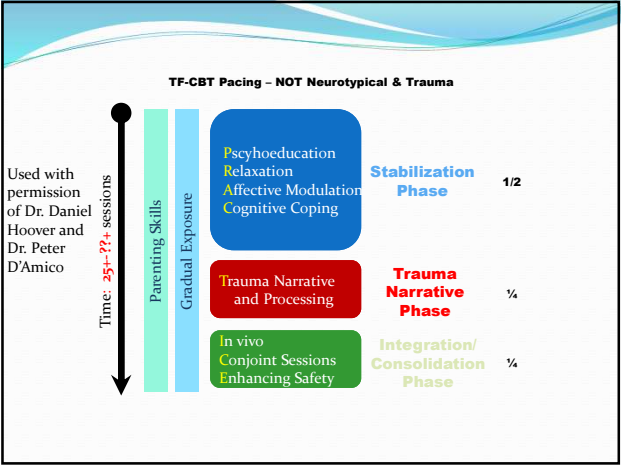 TF-CBT Pacing – NOT Neurotypical & Trauma
Used with
permission
of Dr. Daniel
Hoover and
Dr. Peter
D'Amico
Time: 25+-??+ sessions
Parenting Skills
Gradual Exposure
Pscyhoeducation
Relaxation
Affective Modulation
Cognitive Coping
Stabilization
Phase
1/2
Trauma Narrative
and Processing
Trauma
Narrative
Phase
¼
In vivo
Conjoint Sessions
Enhancing Safety
Integration/
Consolidation
Phase
¼